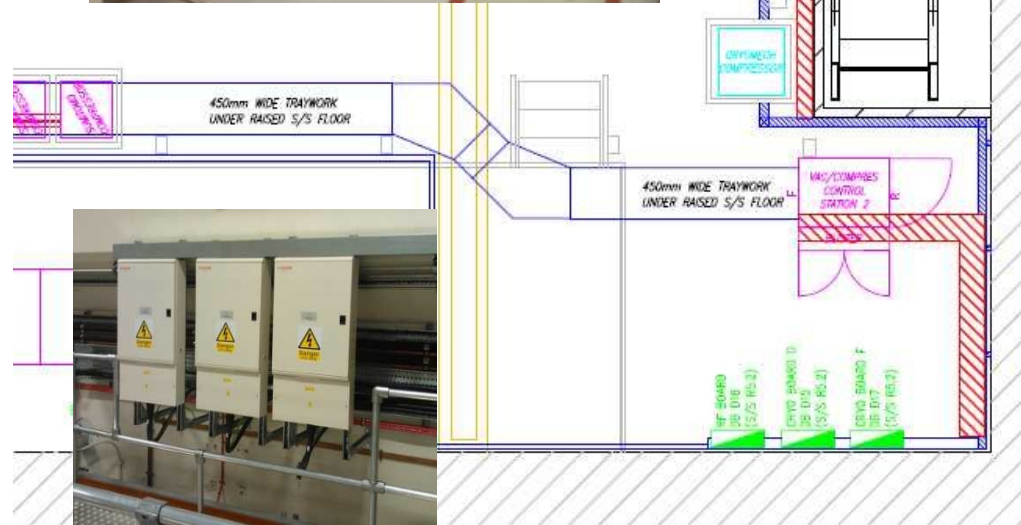 CRYOMECH
COMPRESSOR
450mm WIDE TRAYWORK
UNDER RAISED S/S FLOOR
450mm WIDE TRAYWORK
UNDER RAISED S/S FLOOR
VAC/COMPRES
CONTROL
STATION 2
F
R
Danger
RF BOARD
DB D16
(S/S R5.2)
CRYO BOARD D
DB D15
(S/S R5.2)
CRYO BOARD F
DB D17
(S/S R5.2)